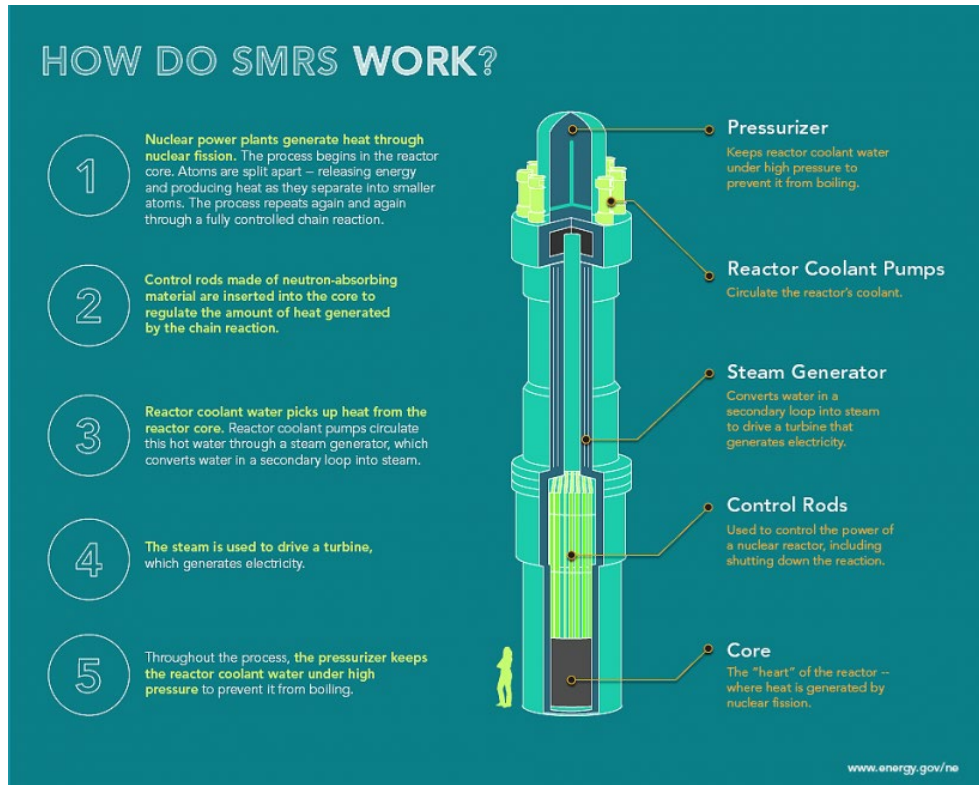 HOW DO SMRS WORK?
1
Nuclear power plants generate heat through
nuclear fission. The process begins in the reactor
core. Atoms are split apart – releasing energy
and producing heat as they separate into smaller
atoms. The process repeats again and again
through a fully controlled chain reaction.
2
Control rods made of neutron-absorbing
material are inserted into the core to
regulate the amount of heat generated
by the chain reaction.
3
Reactor coolant water picks up heat from the
reactor core. Reactor coolant pumps circulate
this hot water through a steam generator, which
converts water in a secondary loop into steam.
4
The steam is used to drive a turbine,
which generates electricity.
5
Throughout the process, the pressurizer keeps
the reactor coolant water under high
pressure to prevent it from boiling.
Pressurizer
Keeps reactor coolant water
under high pressure to
prevent it from boiling.
Reactor Coolant Pumps
Circulate the reactor's coolant.
Steam Generator
Converts water in a
secondary loop into steam
to drive a turbine that
generates electricity.
Control Rods
Used to control the power of
a nuclear reactor, including
shutting down the reaction.
Core
The "heart" of the reactor --
where heat is generated by
nuclear fission.
www.energy.gov/ne